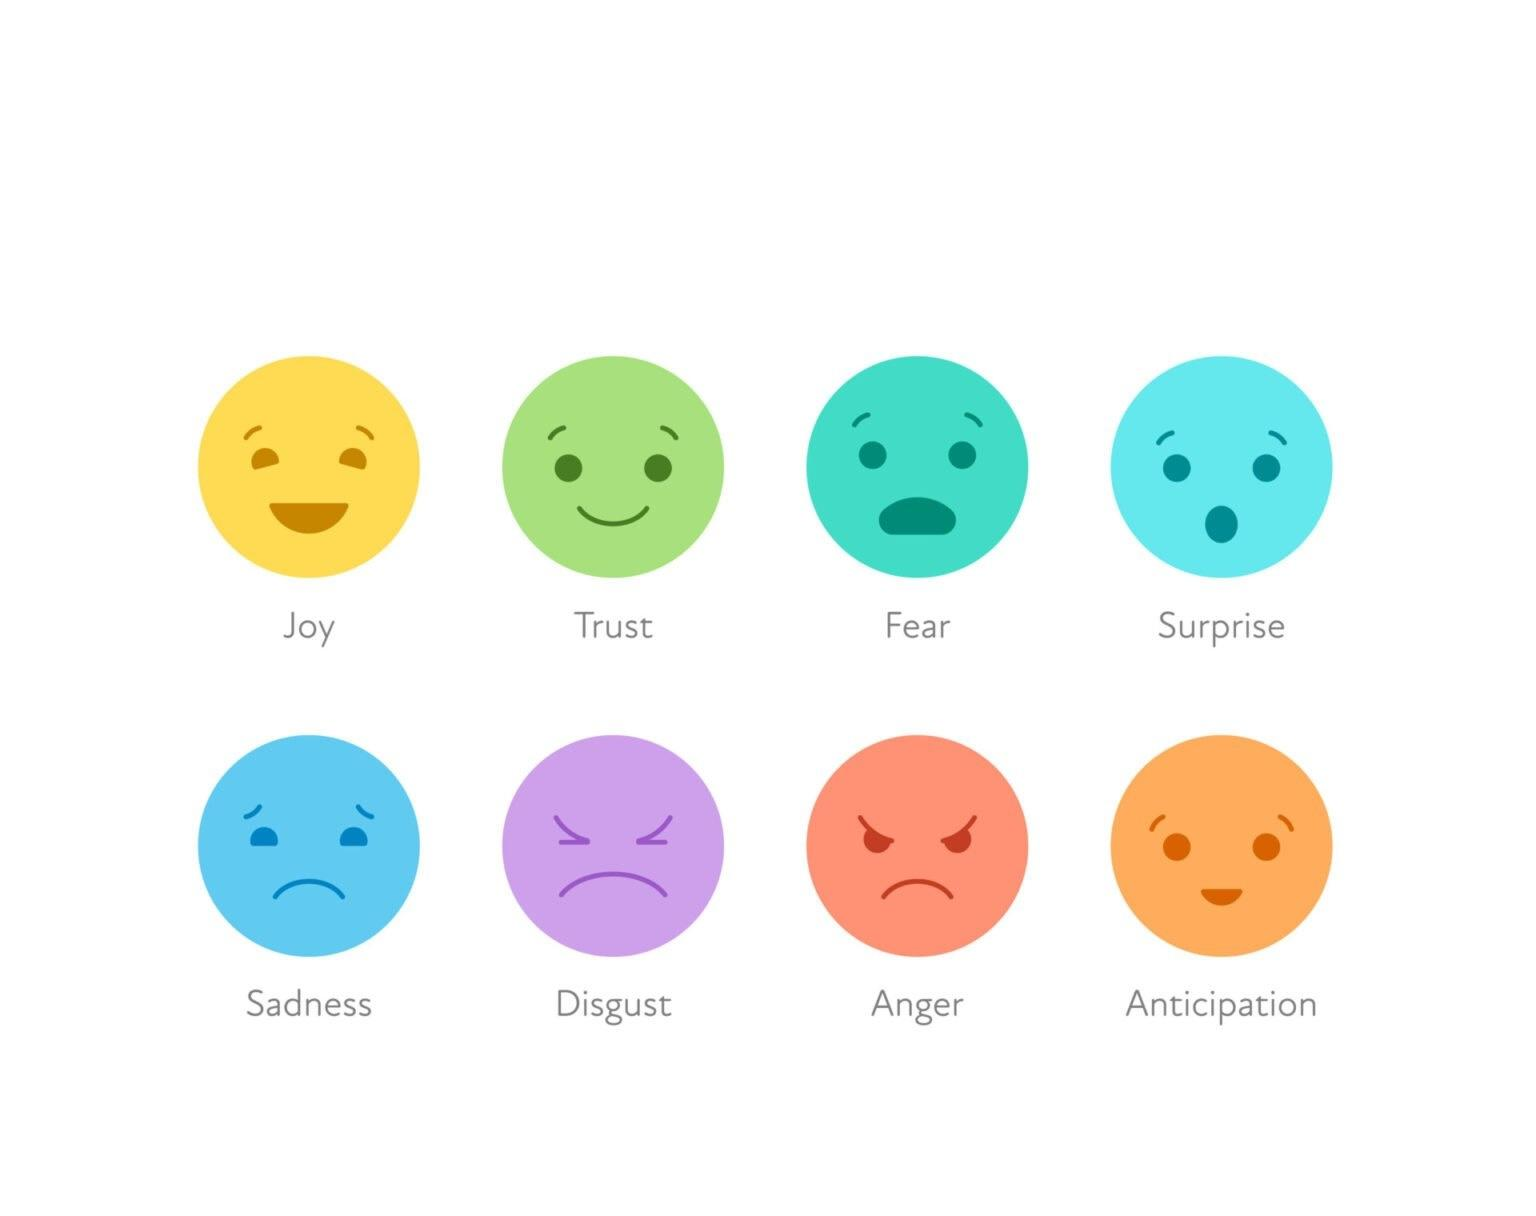 Joy
Trust
Fear
Surprise
Sadness
Disgust
Anger
Anticipation